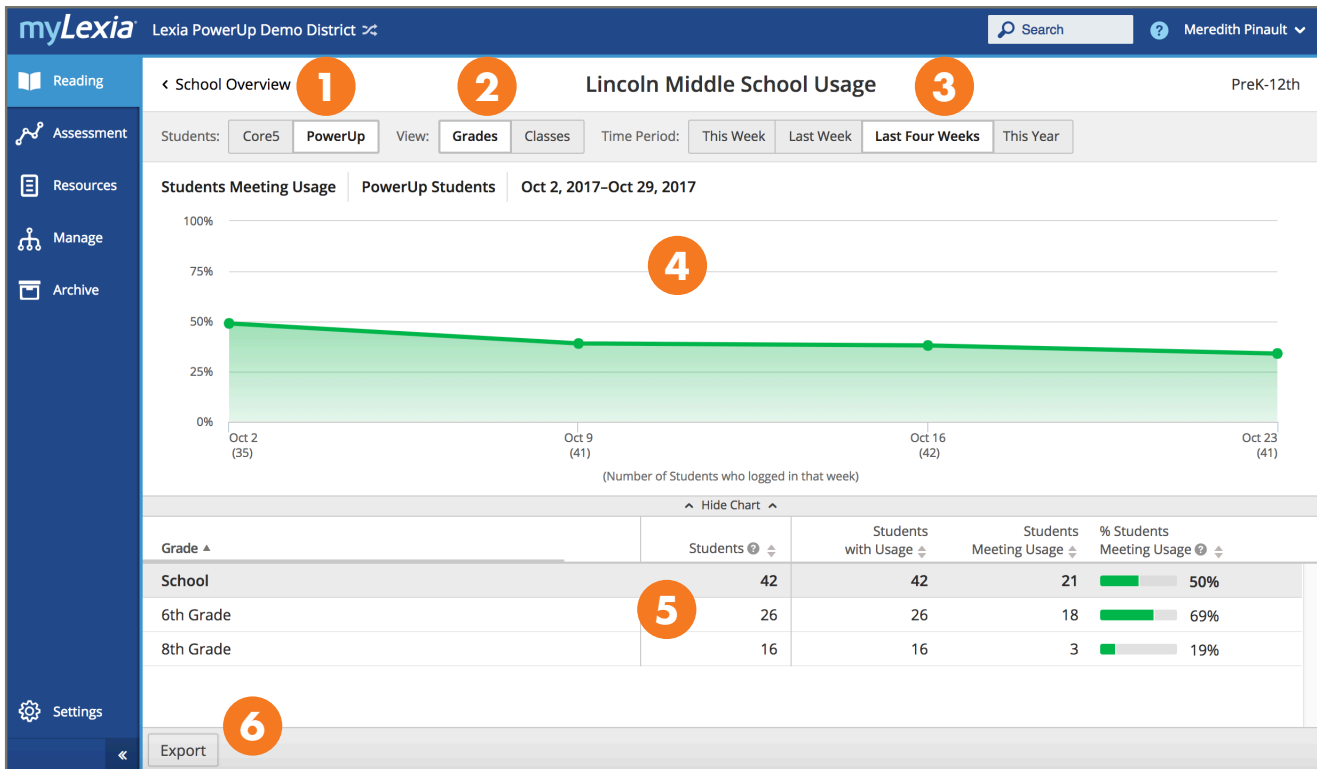 myLexia Lexia PowerUp Demo District Search ? Meredith Pinault
Reading
Assessment
Resources
Manage
Archive
Settings
«
‹ School Overview 1 2 Lincoln Middle School Usage 3 PreK-12th
Students: Core5 PowerUp View: Grades Classes Time Period: This Week Last Week Last Four Weeks This Year
Students Meeting Usage PowerUp Students Oct 2, 2017–Oct 29, 2017
100%
75%
4
50%
25%
0%
Oct 2 Oct 9 Oct 16 Oct 23
(35) (41) (42) (41)
(Number of Students who logged in that week)
Hide Chart
Grade Students ? Students with Usage Students Meeting Usage % Students Meeting Usage ?
School 42 42 21 50%
6th Grade 5 26 26 18 69%
8th Grade 16 16 3 19%
6
Export